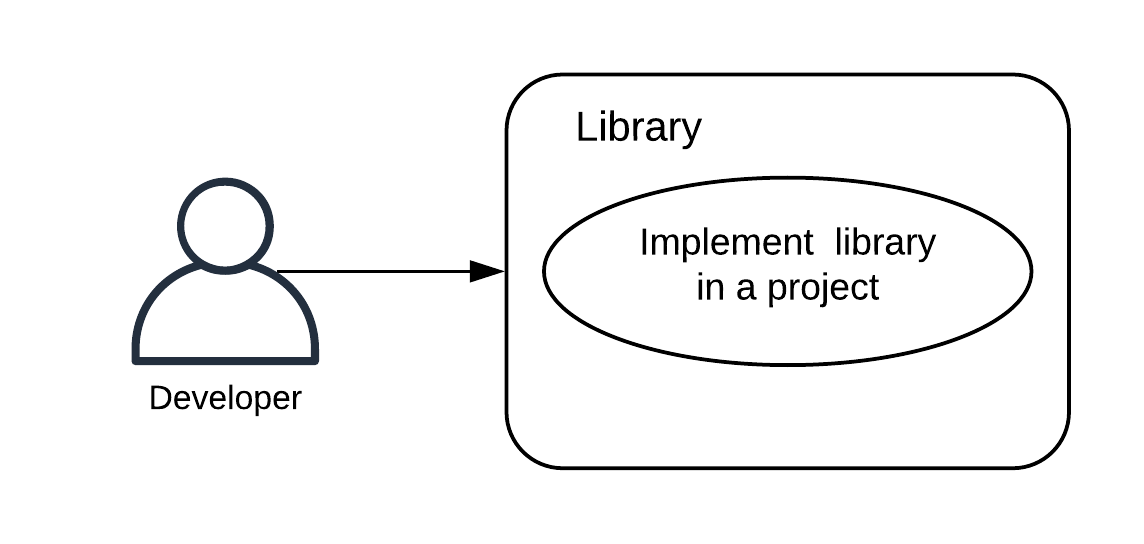 Library
Implement library
in a project
Developer